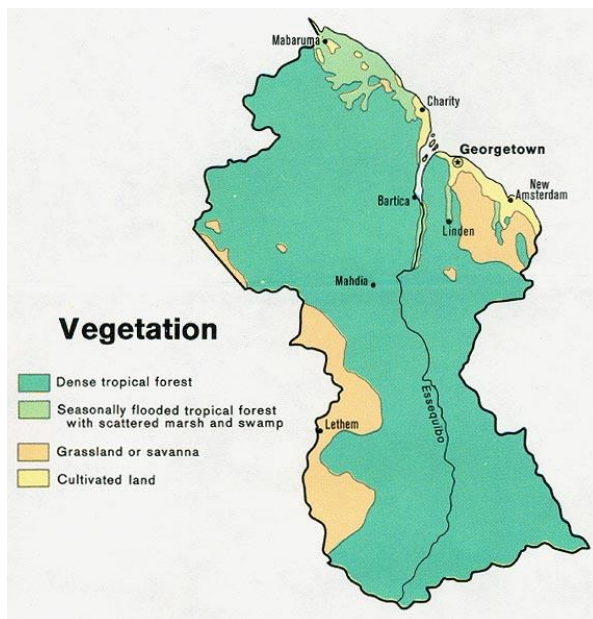 Mabaruma
Charity
Georgetown
New
Amsterdam
Bartica
Linden
Mahdia
Vegetation
Dense tropical forest
Seasonally flooded tropical forest
with scattered marsh and swamp
Grassland or savanna
Cultivated land
Lethem
Essequibo